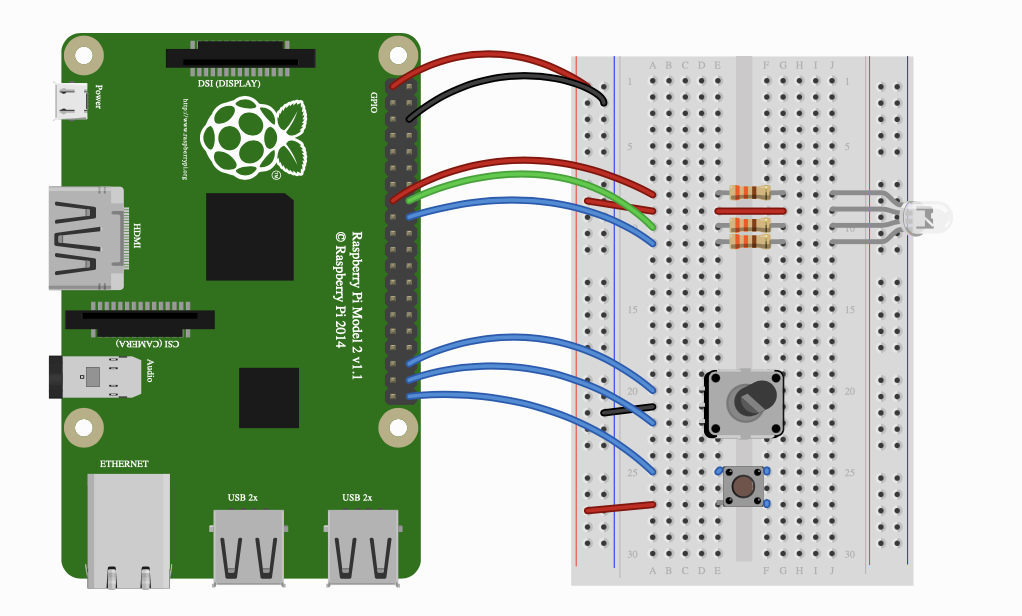 DSI (DISPLAY)
Power
http://www.raspberrypi.org
GPIO
HDMI
Raspberry Pi Model 2 v1.1
© Raspberry Pi 2014
CSI (CAMERA)
Audio
ETHERNET
USB 2x
USB 2x
A B C D E F G H I J
1 1
5 5
10
15 15
20 20
25 25
30 30
A B C D E F G H I J